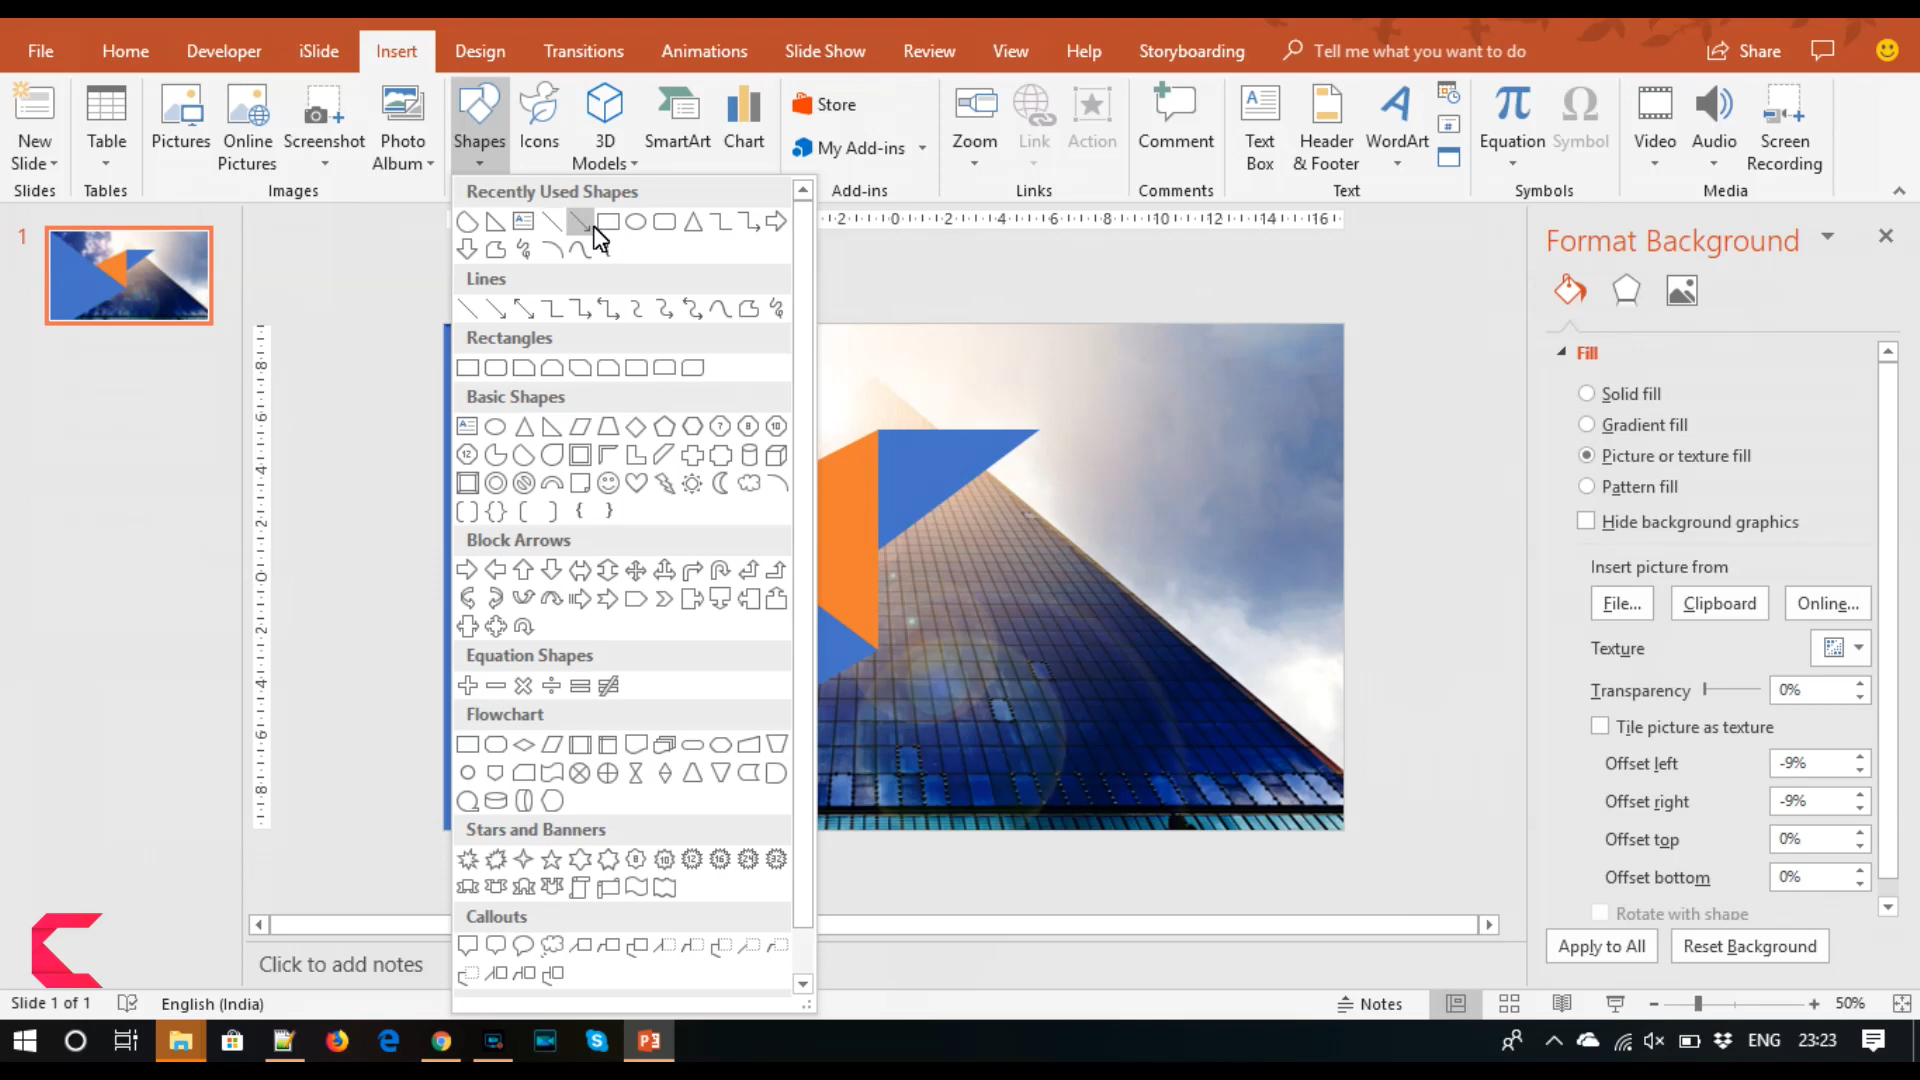 File Home Developer iSlide Insert Design Transitions Animations Slide Show Review View Help Storyboarding Tell me what you want to do Share
New Slide Table Pictures Online Pictures Screenshot Photo Album Shapes Icons 3D Models SmartArt Chart Store My Add-ins Zoom Link Action Comment Text Box Header & Footer WordArt Equation Symbol Video Audio Screen Recording
Slides Tables Images Add-ins Links Comments Text Symbols Media
Recently Used Shapes
Lines
Rectangles
Basic Shapes
Block Arrows
Equation Shapes
Flowchart
Stars and Banners
Callouts
1
Format Background
Fill
Solid fill
Gradient fill
Picture or texture fill
Pattern fill
Hide background graphics
Insert picture from
File... Clipboard Online...
Texture
Transparency 0%
Tile picture as texture
Offset left -9%
Offset right -9%
Offset top 0%
Offset bottom 0%
Rotate with shape
Apply to All Reset Background
Click to add notes
Slide 1 of 1 English (India) Notes 50%
ENG 23:23